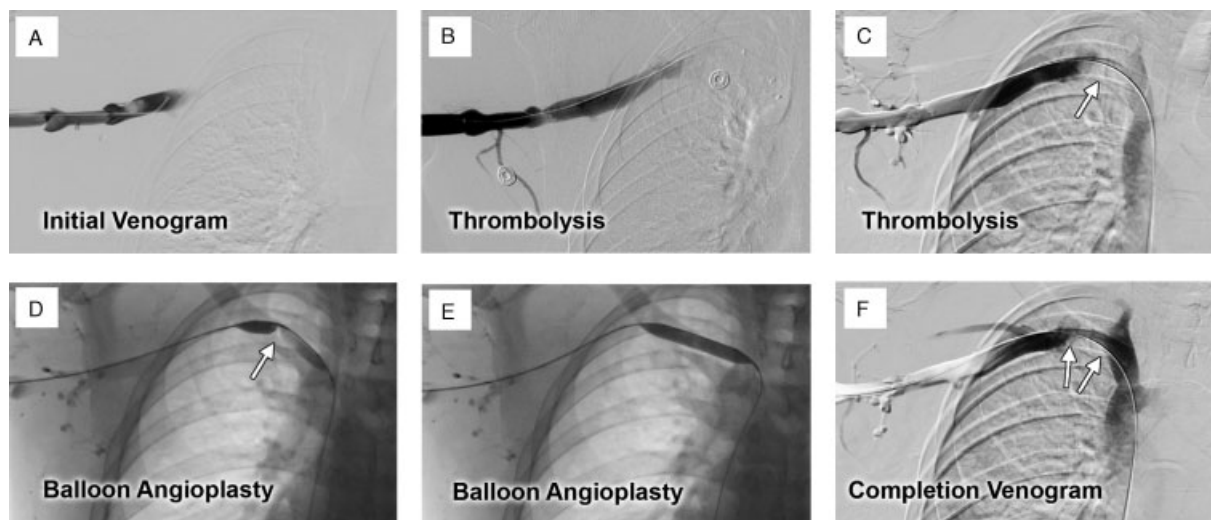 A
Initial Venogram
B
Thrombolysis
C
Thrombolysis
D
Balloon Angioplasty
E
Balloon Angioplasty
F
Completion Venogram